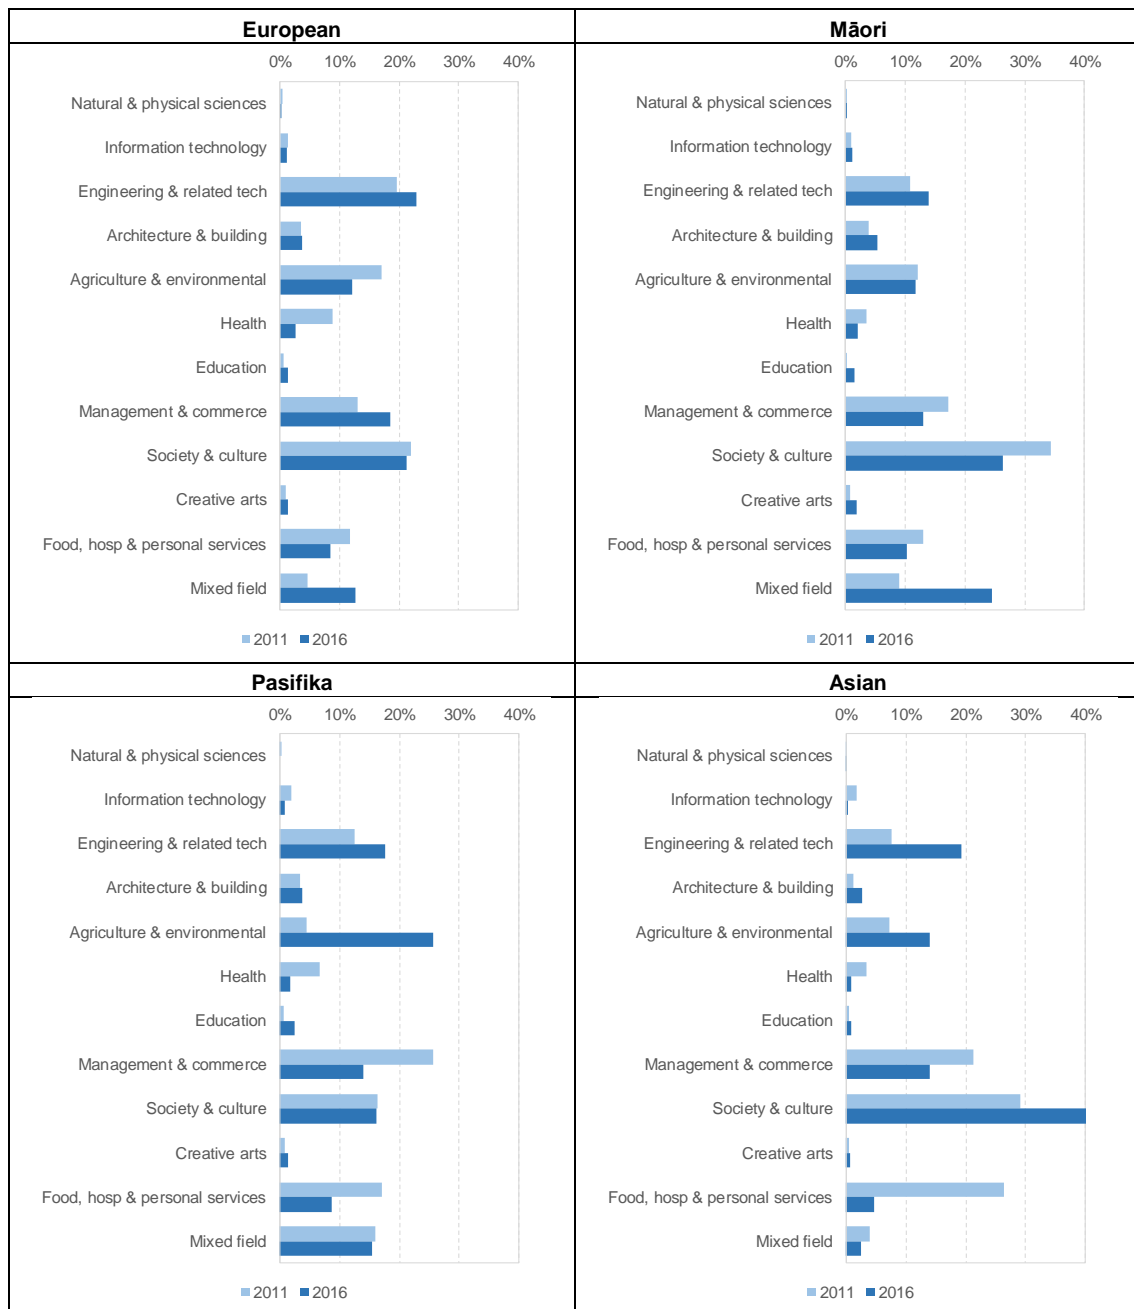 European
0% 10% 20% 30% 40%
Natural & physical sciences
Information technology
Engineering & related tech
Architecture & building
Agriculture & environmental
Health
Education
Management & commerce
Society & culture
Creative arts
Food, hosp & personal services
Mixed field
2011 2016
Māori
0% 10% 20% 30% 40%
Natural & physical sciences
Information technology
Engineering & related tech
Architecture & building
Agriculture & environmental
Health
Education
Management & commerce
Society & culture
Creative arts
Food, hosp & personal services
Mixed field
2011 2016
Pasifika
0% 10% 20% 30% 40%
Natural & physical sciences
Information technology
Engineering & related tech
Architecture & building
Agriculture & environmental
Health
Education
Management & commerce
Society & culture
Creative arts
Food, hosp & personal services
Mixed field
2011 2016
Asian
0% 10% 20% 30% 40%
Natural & physical sciences
Information technology
Engineering & related tech
Architecture & building
Agriculture & environmental
Health
Education
Management & commerce
Society & culture
Creative arts
Food, hosp & personal services
Mixed field
2011 2016